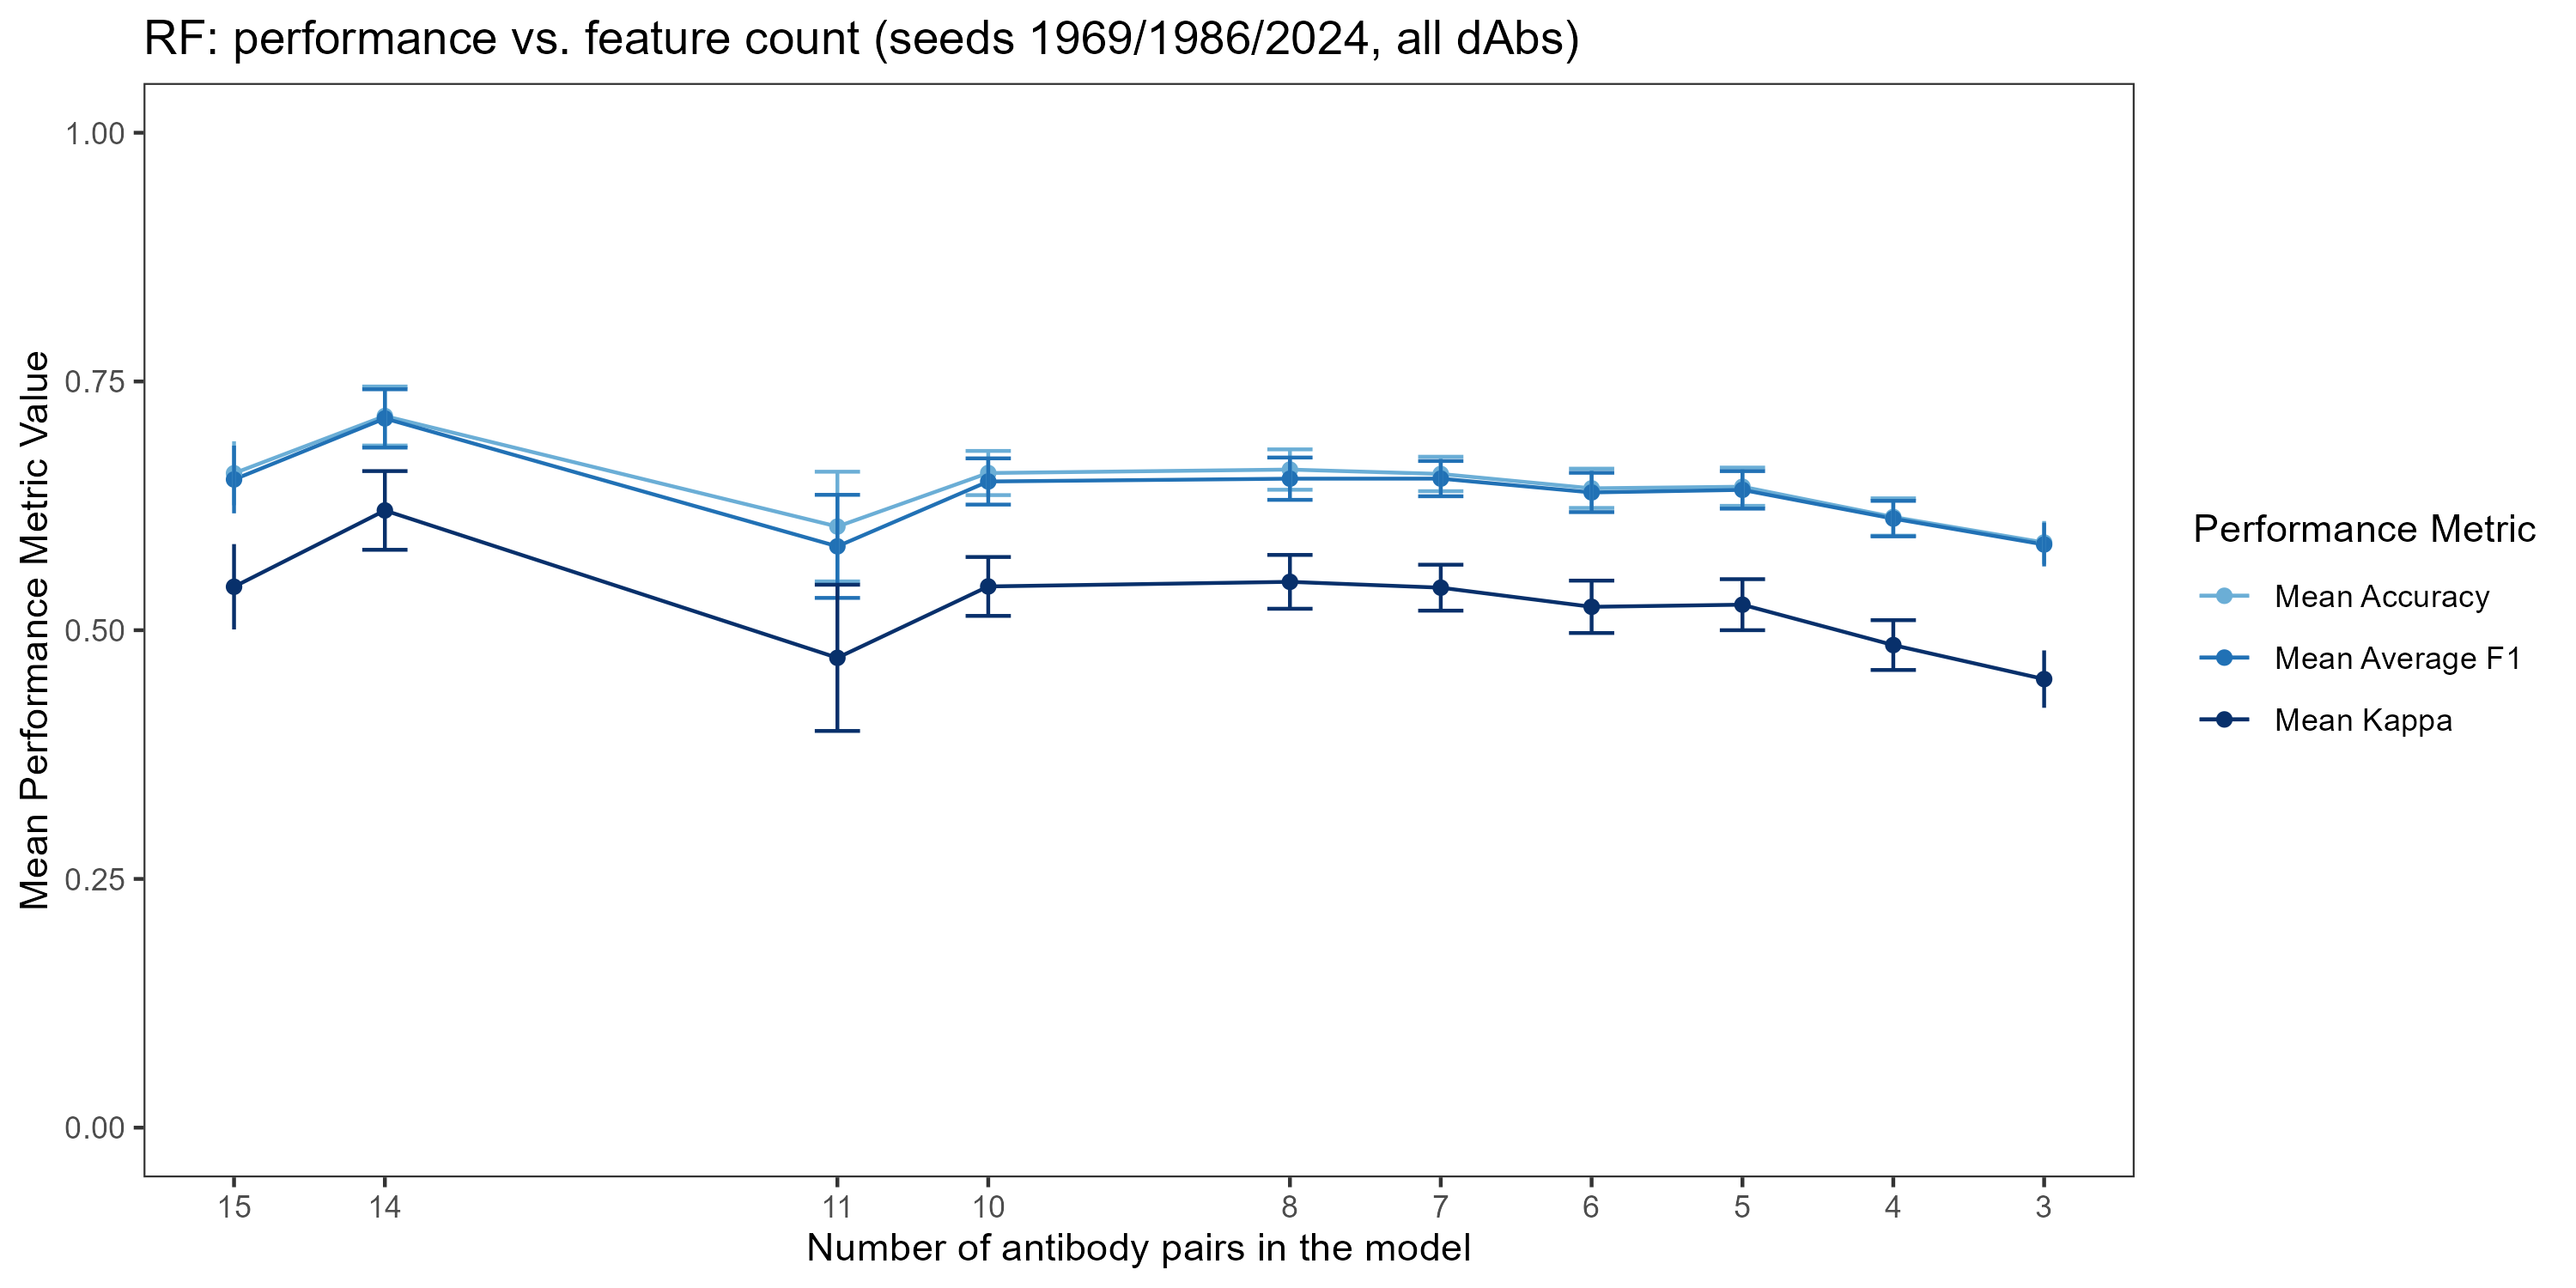 RF: performance vs. feature count (seeds 1969/1986/2024, all dAbs)
Mean Performance Metric Value
1.00
0.75
0.50
0.25
0.00
15 14 11 10 8 7 6 5 4 3
Number of antibody pairs in the model
Performance Metric
Mean Accuracy
Mean Average F1
Mean Kappa